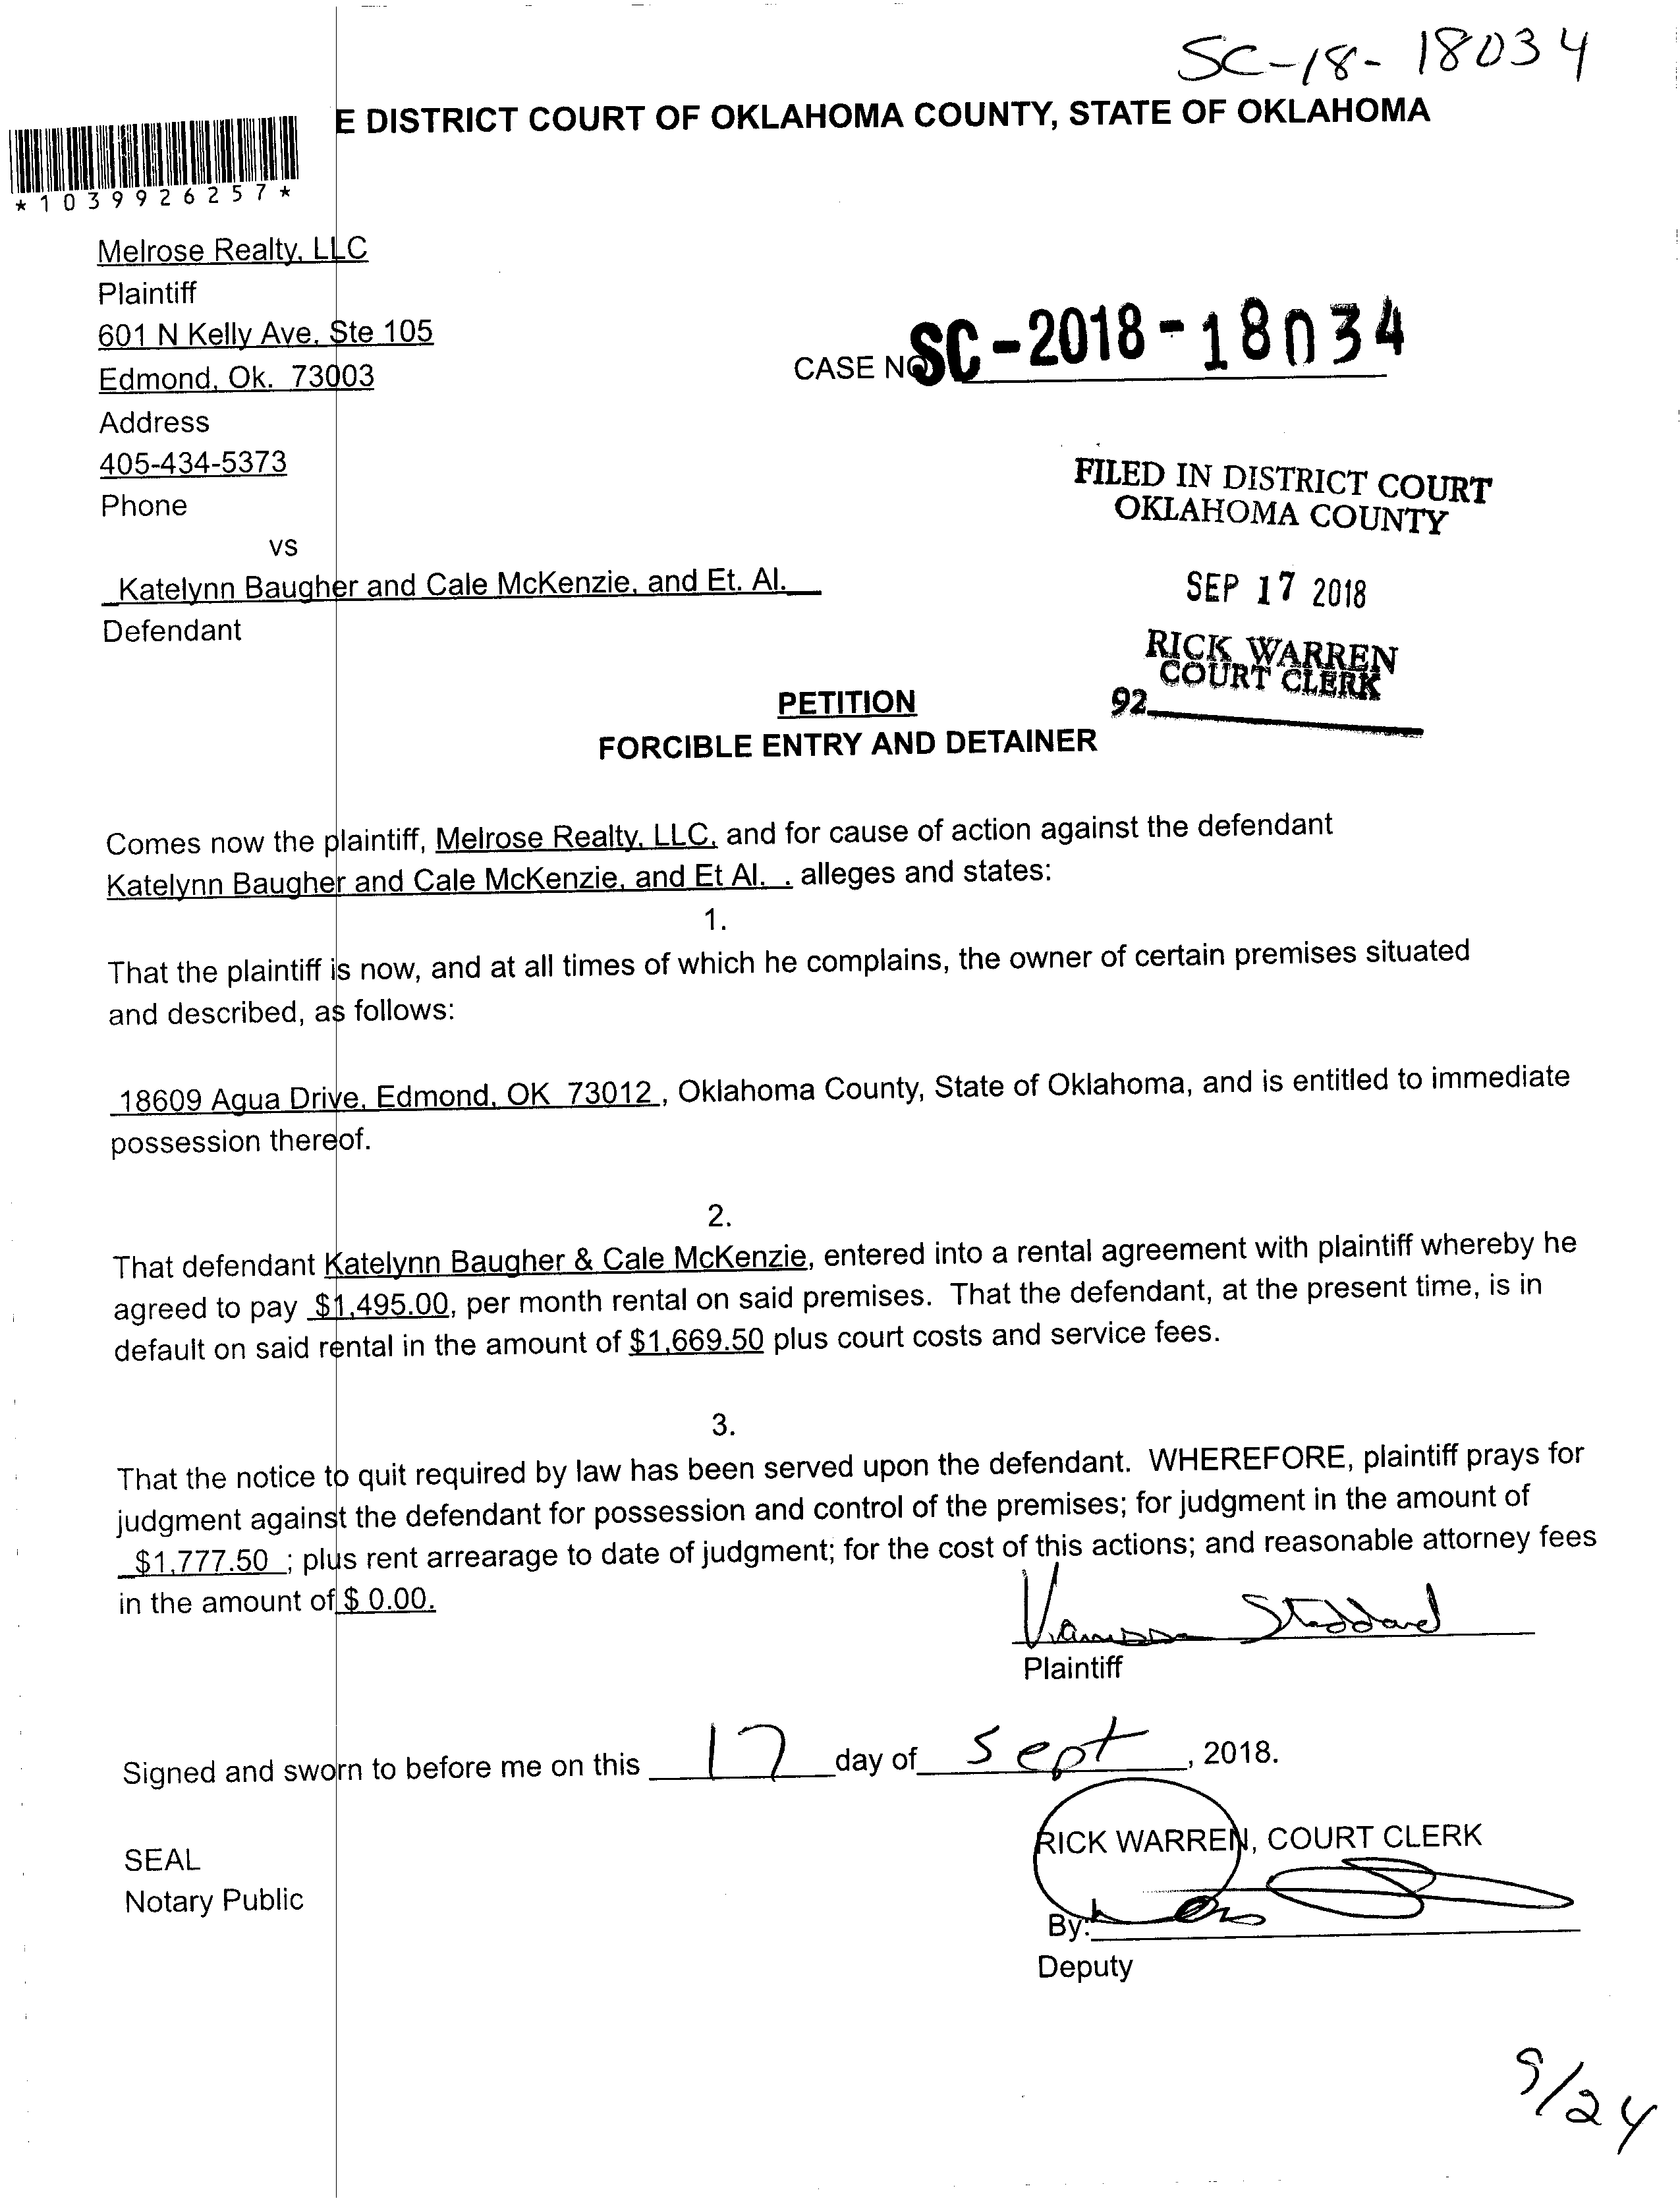 SC-18- 18034
E DISTRICT COURT OF OKLAHOMA COUNTY, STATE OF OKLAHOMA
*1039926257*
Melrose Realty, LLC
Plaintiff
601 N Kelly Ave, Ste 105
Edmond, Ok. 73003
CASE NO SC-2018-18034
Address
405-434-5373
Phone
FILED IN DISTRICT COURT
OKLAHOMA COUNTY
vs
Katelynn Baugher and Cale McKenzie, and Et. Al.
Defendant
SEP 17 2018
RICK WARREN
COURT CLERK
92
PETITION
FORCIBLE ENTRY AND DETAINER
Comes now the plaintiff, Melrose Realty, LLC, and for cause of action against the defendant
Katelynn Baugher and Cale McKenzie, and Et Al. . alleges and states:
1.
That the plaintiff is now, and at all times of which he complains, the owner of certain premises situated
and described, as follows:
18609 Agua Drive, Edmond, OK 73012 , Oklahoma County, State of Oklahoma, and is entitled to immediate
possession thereof.
2.
That defendant Katelynn Baugher & Cale McKenzie, entered into a rental agreement with plaintiff whereby he
agreed to pay $1,495.00, per month rental on said premises. That the defendant, at the present time, is in
default on said rental in the amount of $1,669.50 plus court costs and service fees.
3.
That the notice to quit required by law has been served upon the defendant. WHEREFORE, plaintiff prays for
judgment against the defendant for possession and control of the premises; for judgment in the amount of
$1,777.50 ; plus rent arrearage to date of judgment; for the cost of this actions; and reasonable attorney fees
in the amount of $ 0.00.
Stoddard
Plaintiff
Signed and sworn to before me on this 17 day of Sept, 2018.
RICK WARREN, COURT CLERK
SEAL
Notary Public
By:
Deputy
9/24